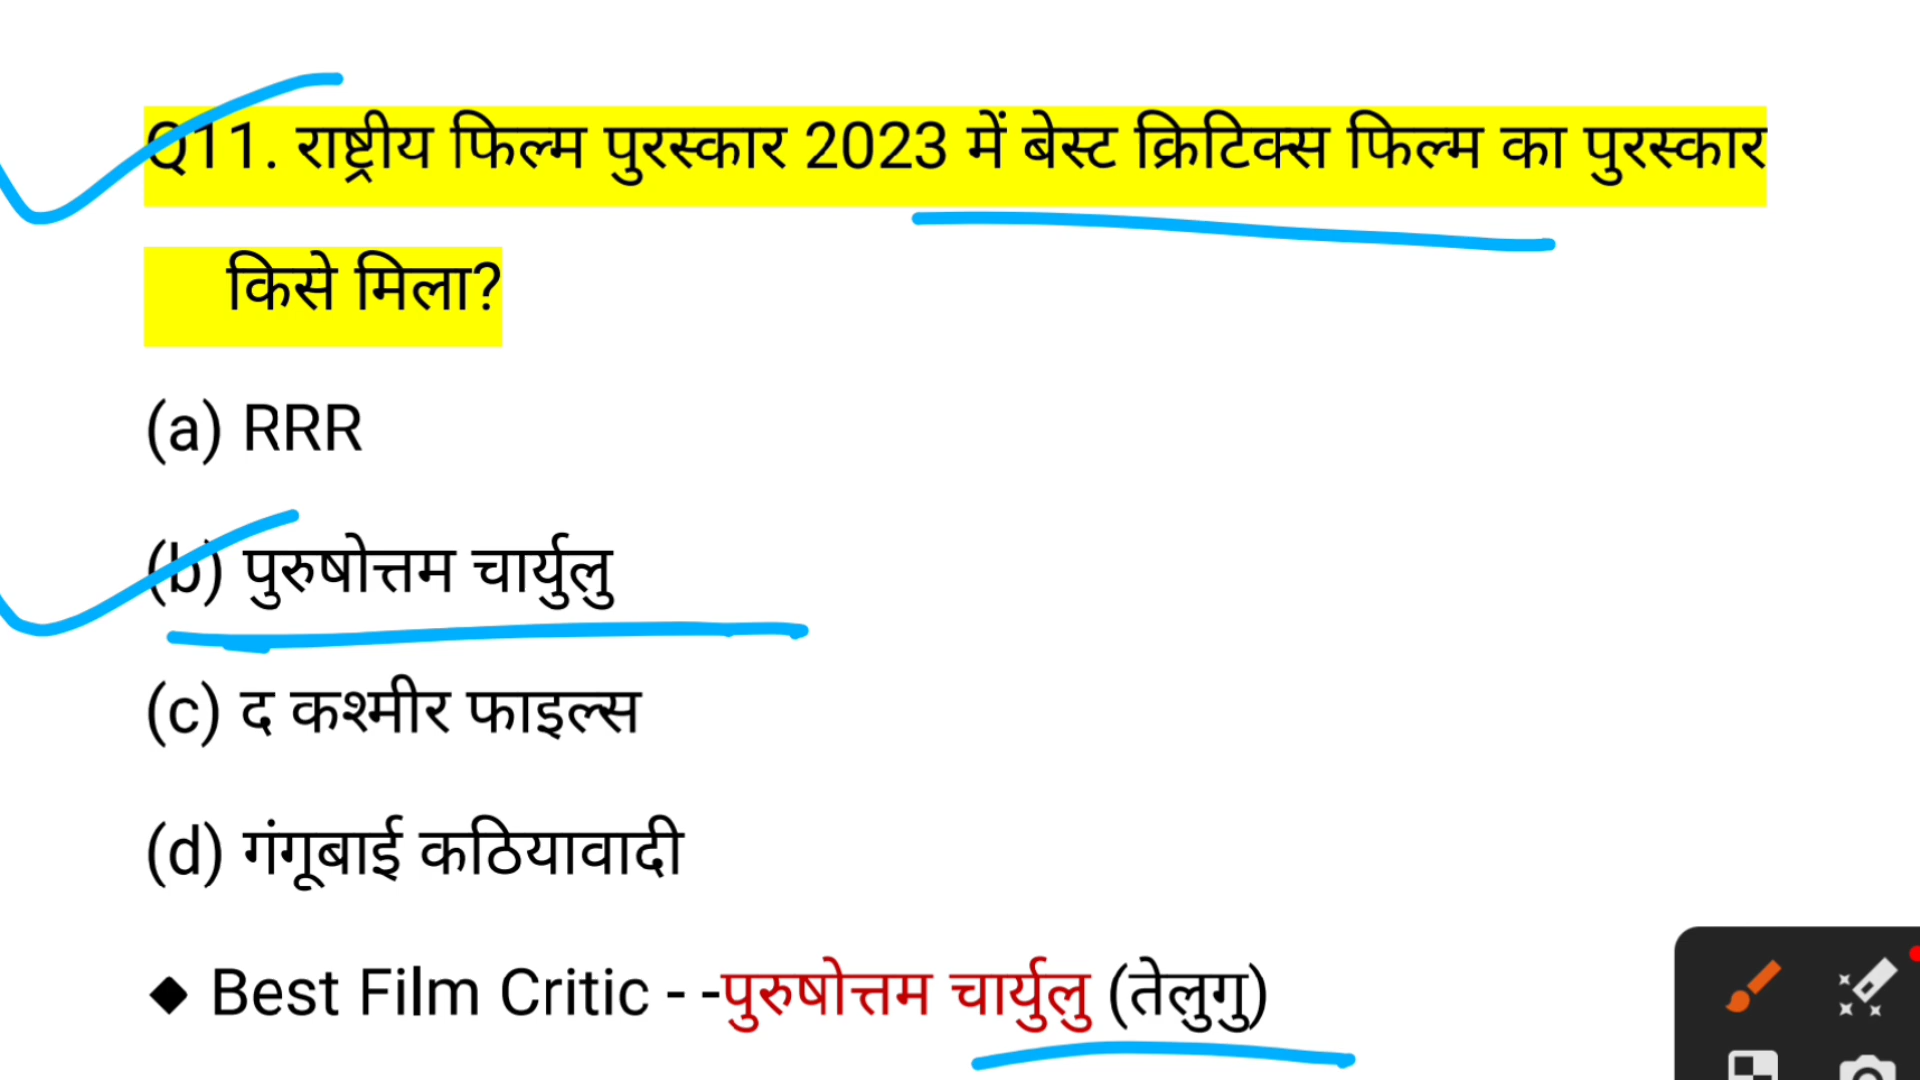 Q11. राष्ट्रीय फिल्म पुरस्कार 2023 में बेस्ट क्रिटिक्स फिल्म का पुरस्कार
किसे मिला?
(a) RRR
(b) पुरुषोत्तम चार्युलु
(c) द कश्मीर फाइल्स
(d) गंगूबाई कठियावादी
◆ Best Film Critic - -पुरुषोत्तम चार्युलु (तेलुगु)